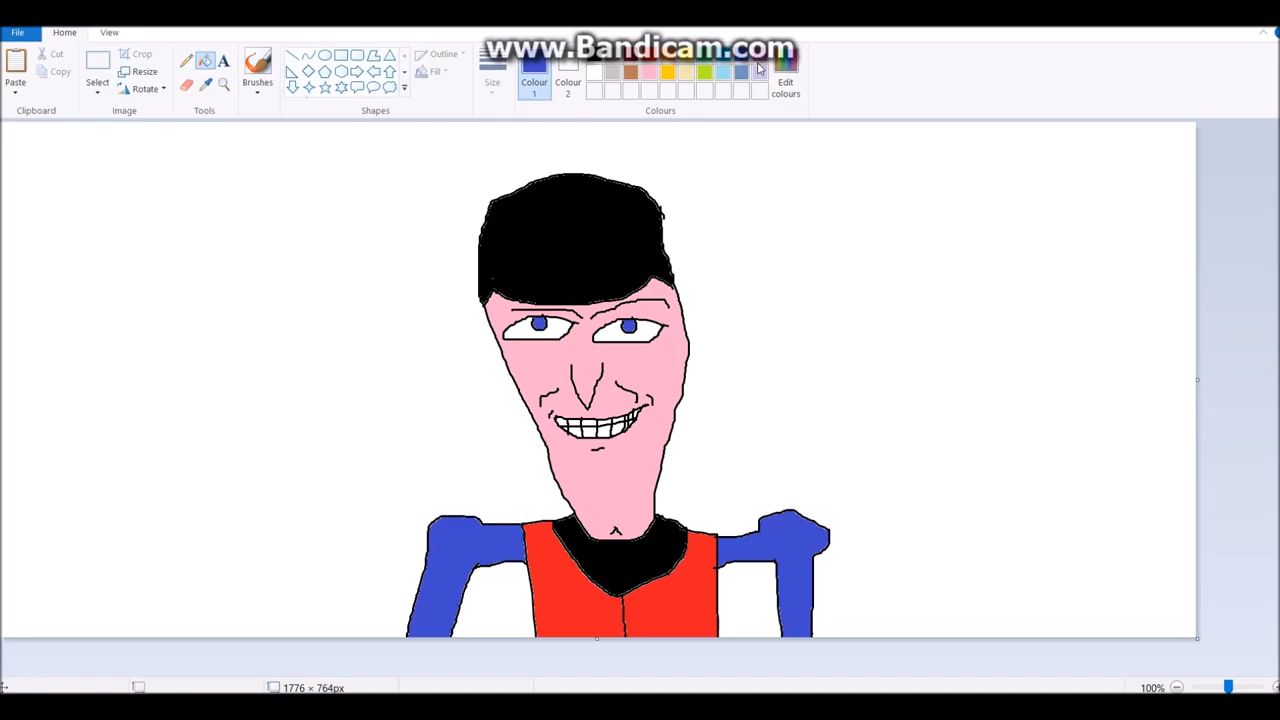 www.Bandicam.com
File Home View
Paste Cut Copy
Clipboard
Select Crop Resize Rotate
Image
A
Tools
Brushes
Outline Fill
Shapes
Size
Colour 1
Colour 2
Edit colours
Colours
1776 × 764px
100%